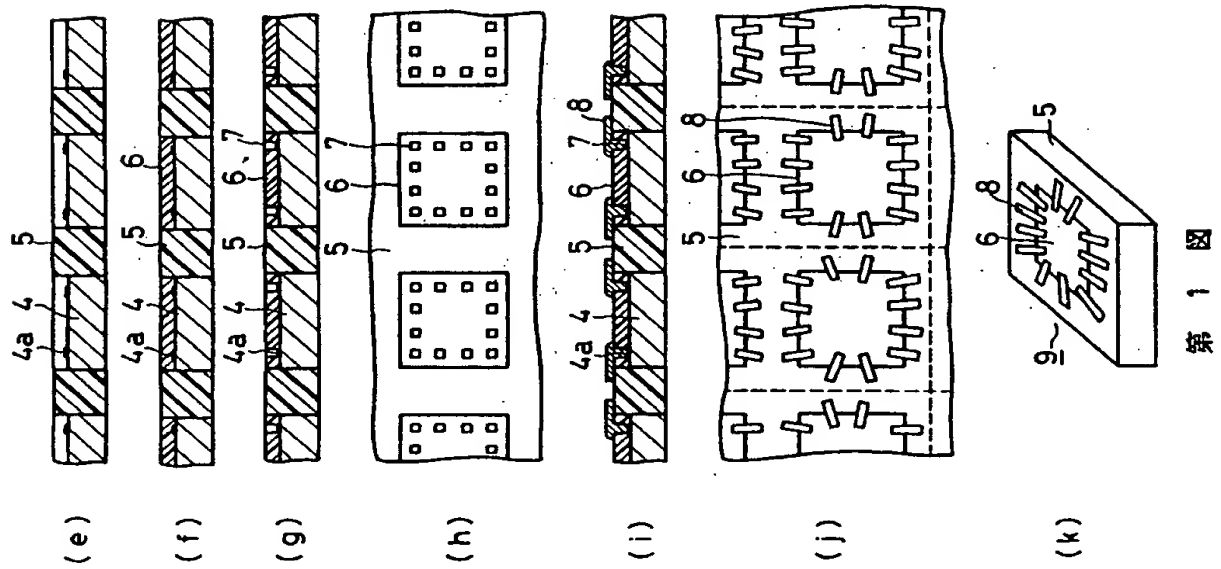 (e) 4a 4 5
(f) 4a 4 5 6
(g) 4a 4 5 6 7
(h) 5 6 7
(i) 4a 4 5 6 7 8
(j) 5 6 8
(k) 9 6 8 5
第 1 図